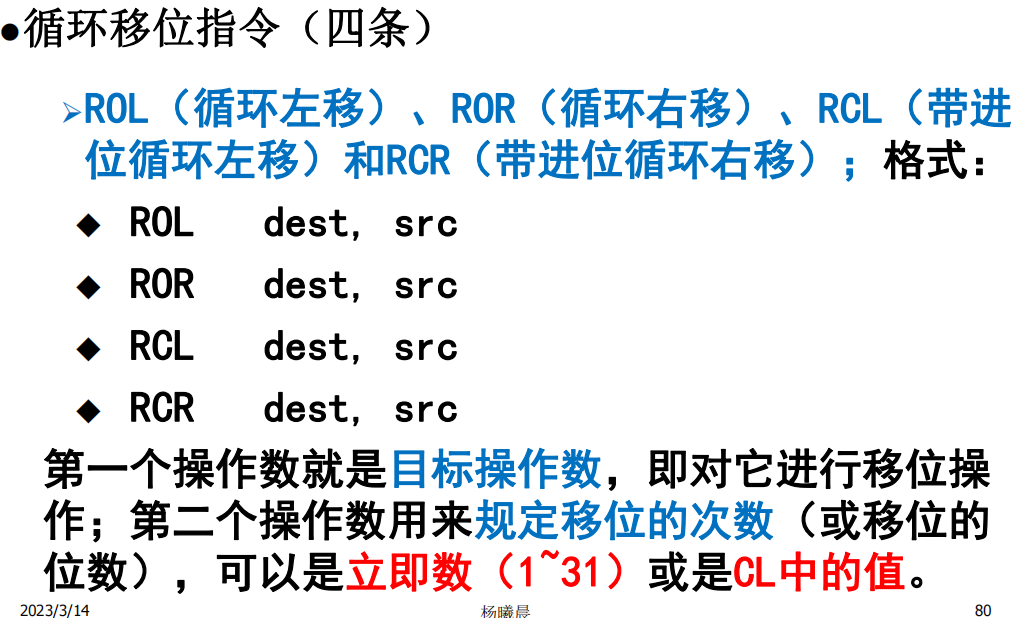 ●循环移位指令（四条）
➢ROL（循环左移）、ROR（循环右移）、RCL（带进
位循环左移）和RCR（带进位循环右移）；格式：
◆ ROL dest, src
◆ ROR dest, src
◆ RCL dest, src
◆ RCR dest, src
第一个操作数就是目标操作数，即对它进行移位操
作；第二个操作数用来规定移位的次数（或移位的
位数），可以是立即数（1~31）或是CL中的值。
2023/3/14 杨曦晨 80